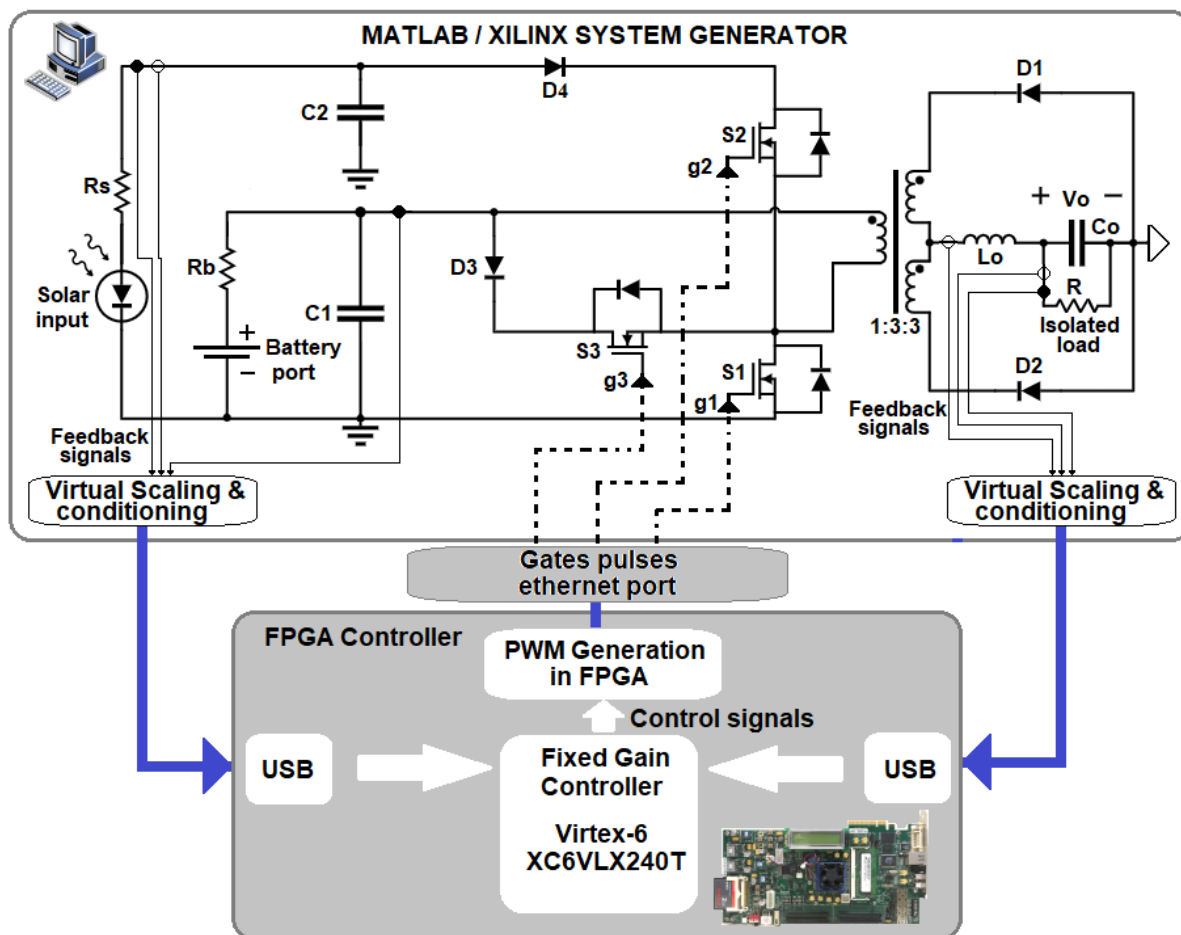 MATLAB / XILINX SYSTEM GENERATOR
D4
D1
C2
S2
g2
Rs
+ Vo −
Co
Rb
D3
Lo
Solar
input
C1
R
Isolated
load
1:3:3
+
−
Battery
port
S3
g3
S1
g1
D2
Feedback
signals
Feedback
signals
Virtual Scaling &
conditioning
Virtual Scaling &
conditioning
Gates pulses
ethernet port
FPGA Controller
PWM Generation
in FPGA
Control signals
USB
Fixed Gain
Controller
Virtex-6
XC6VLX240T
USB